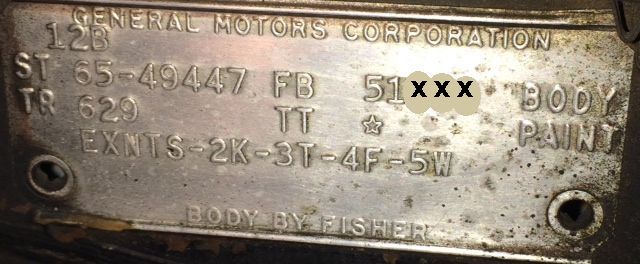 GENERAL MOTORS CORPORATION
12B
ST 65-49447 FB 51xxx BODY
TR 629 TT ☆ PAINT
EXNTS-2K-3T-4F-5W
BODY BY FISHER